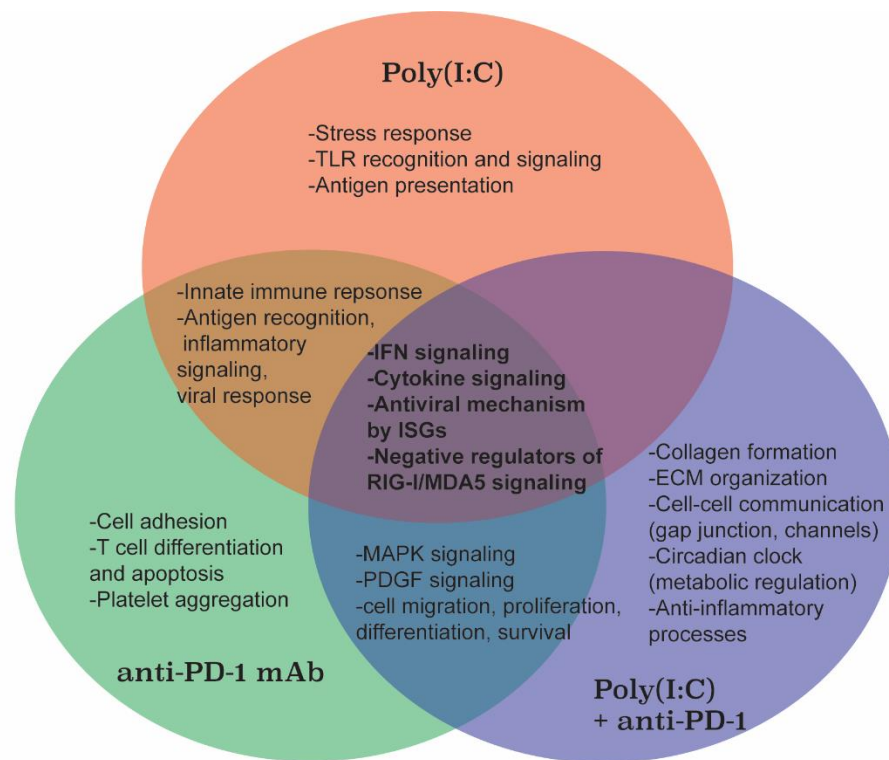 Poly(I:C)
-Stress response
-TLR recognition and signaling
-Antigen presentation
-Innate immune repsonse
-Antigen recognition,
inflammatory
signaling,
viral response
-IFN signaling
-Cytokine signaling
-Antiviral mechanism
by ISGs
-Negative regulators of
RIG-I/MDA5 signaling
-Collagen formation
-ECM organization
-Cell-cell communication
(gap junction, channels)
-Circadian clock
(metabolic regulation)
-Anti-inflammatory
processes
-Cell adhesion
-T cell differentiation
and apoptosis
-Platelet aggregation
-MAPK signaling
-PDGF signaling
-cell migration, proliferation,
differentiation, survival
anti-PD-1 mAb
Poly(I:C)
+ anti-PD-1